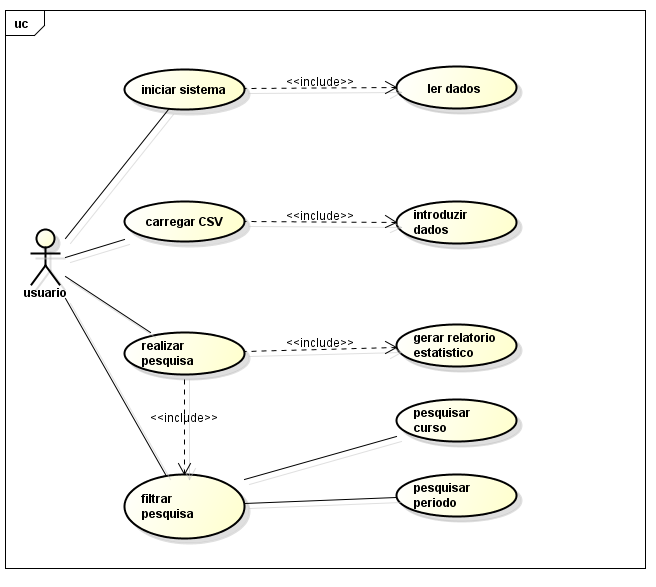 uc
iniciar sistema
<<include>>
ler dados
carregar CSV
<<include>>
introduzir
dados
usuario
realizar
pesquisa
<<include>>
gerar relatorio
estatistico
<<include>>
pesquisar
curso
filtrar
pesquisa
pesquisar
periodo